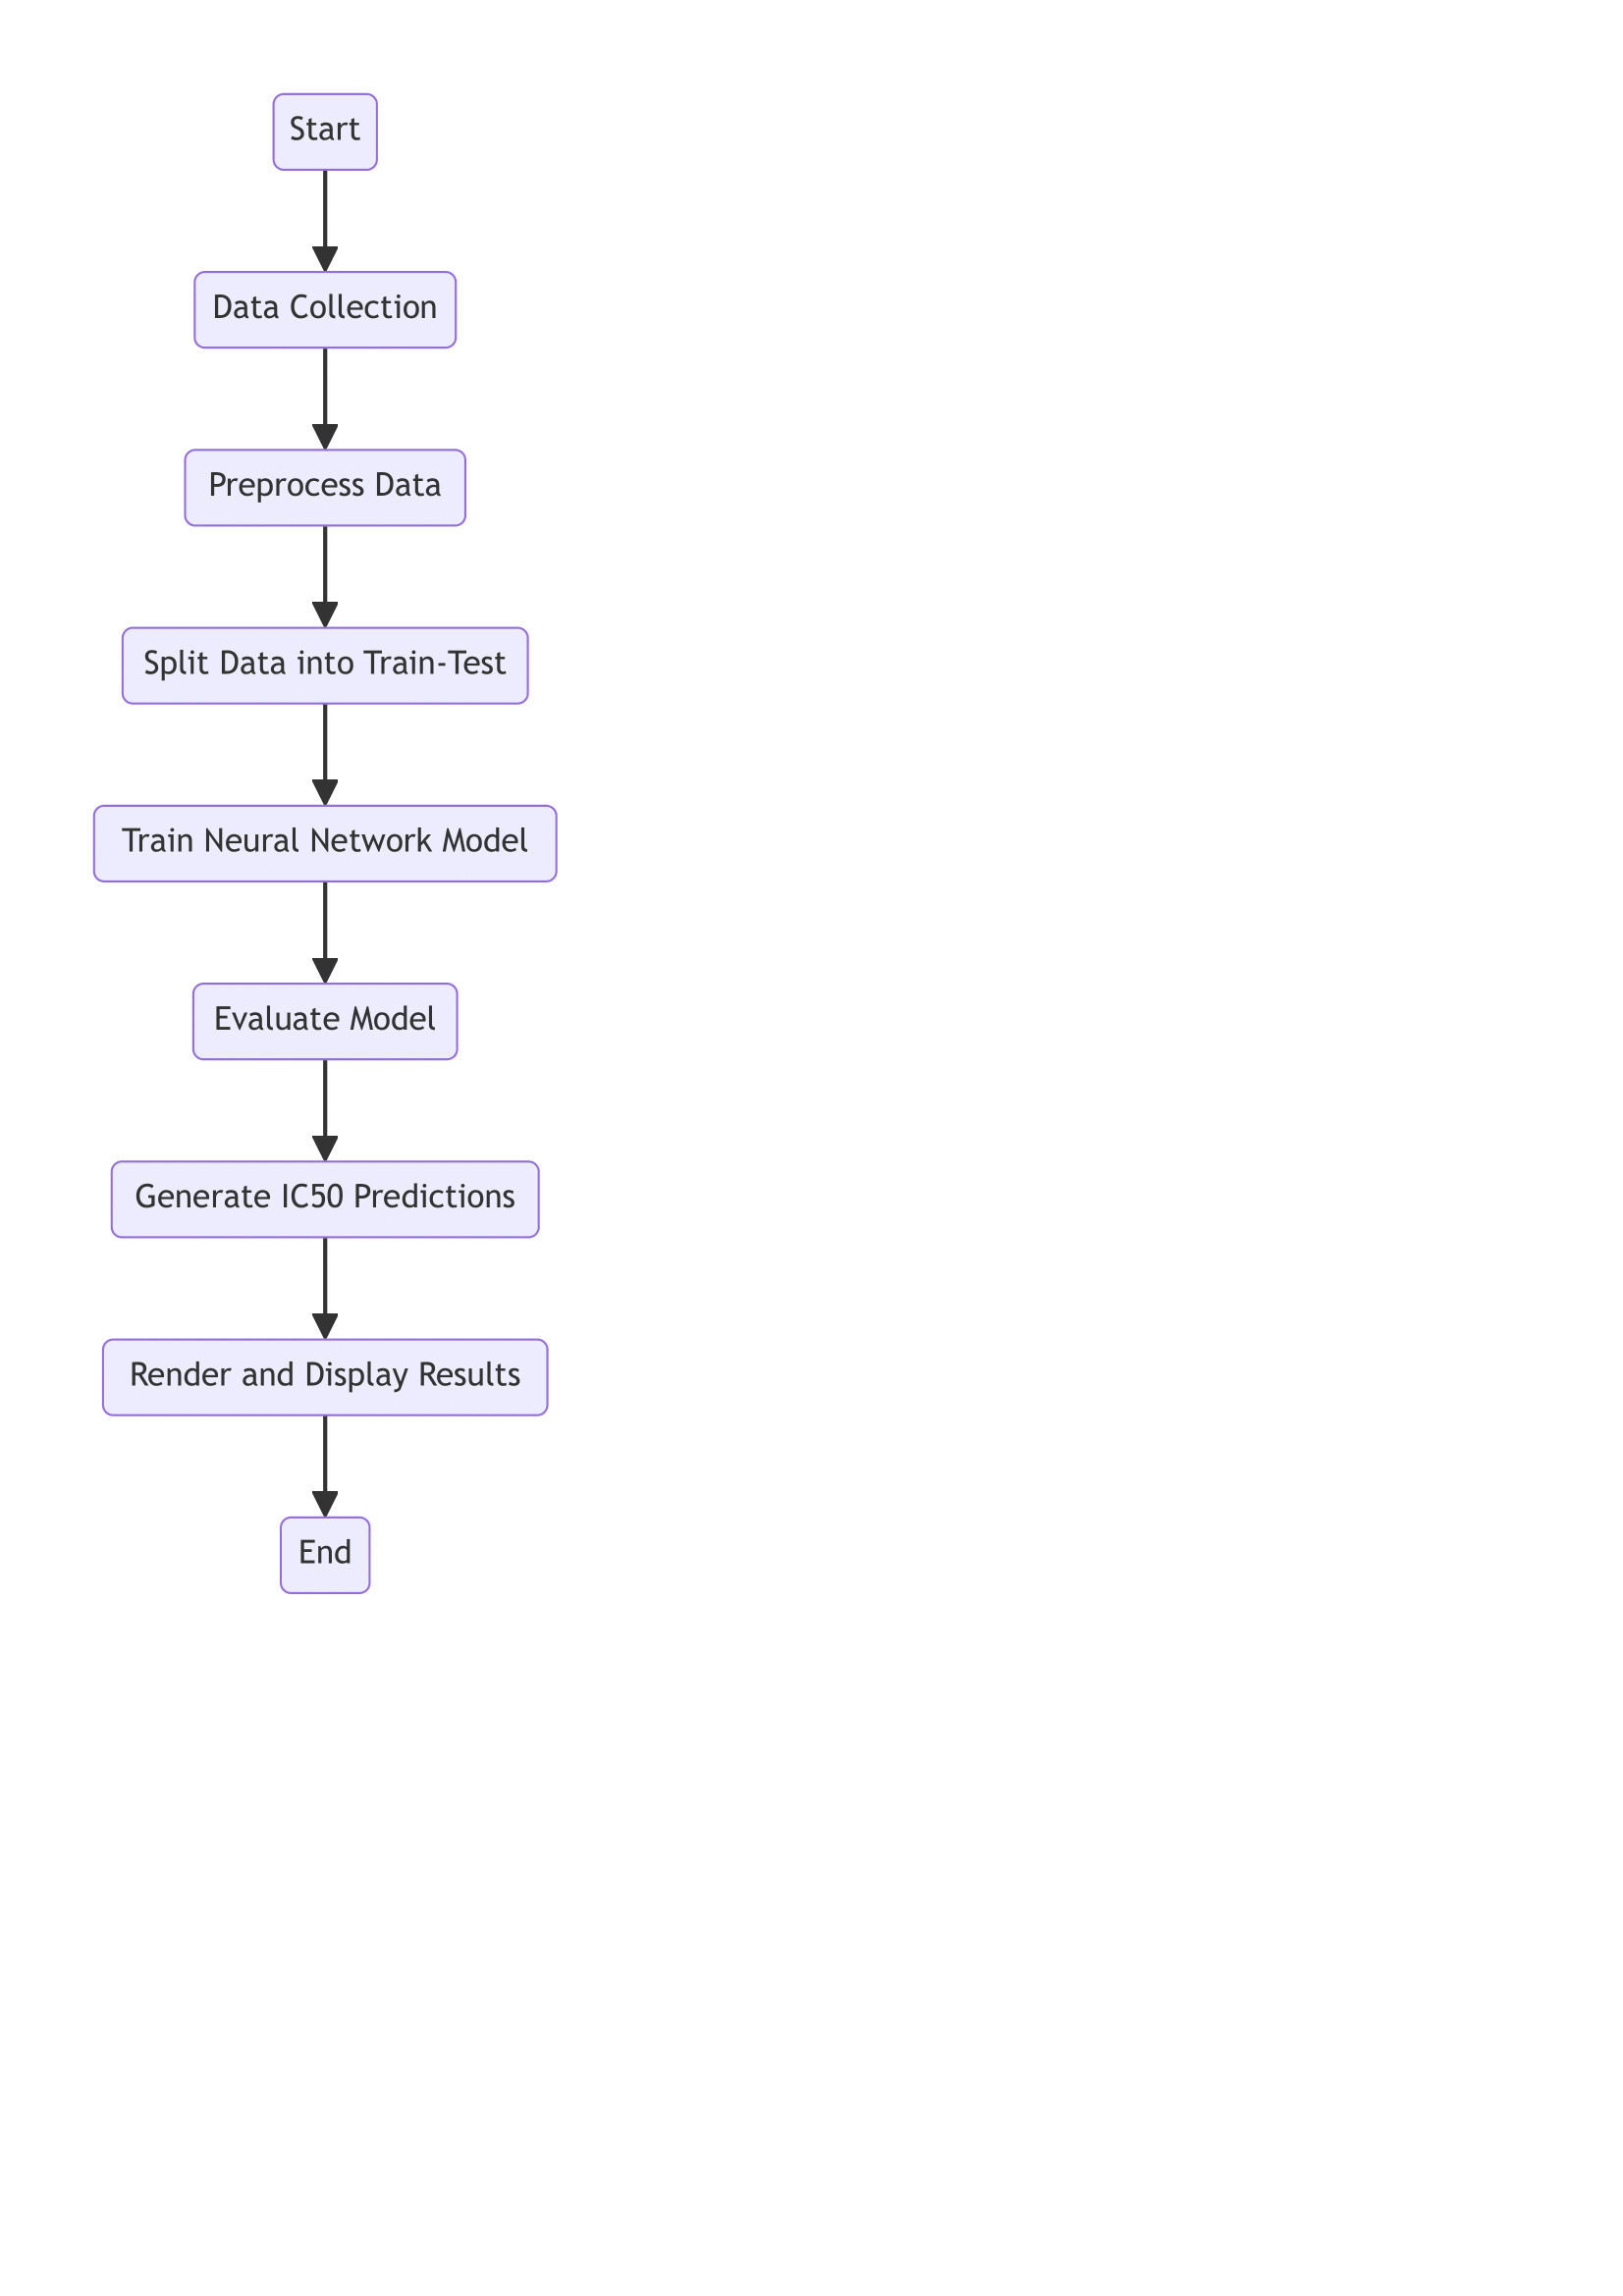 Start
Data Collection
Preprocess Data
Split Data into Train-Test
Train Neural Network Model
Evaluate Model
Generate IC50 Predictions
Render and Display Results
End